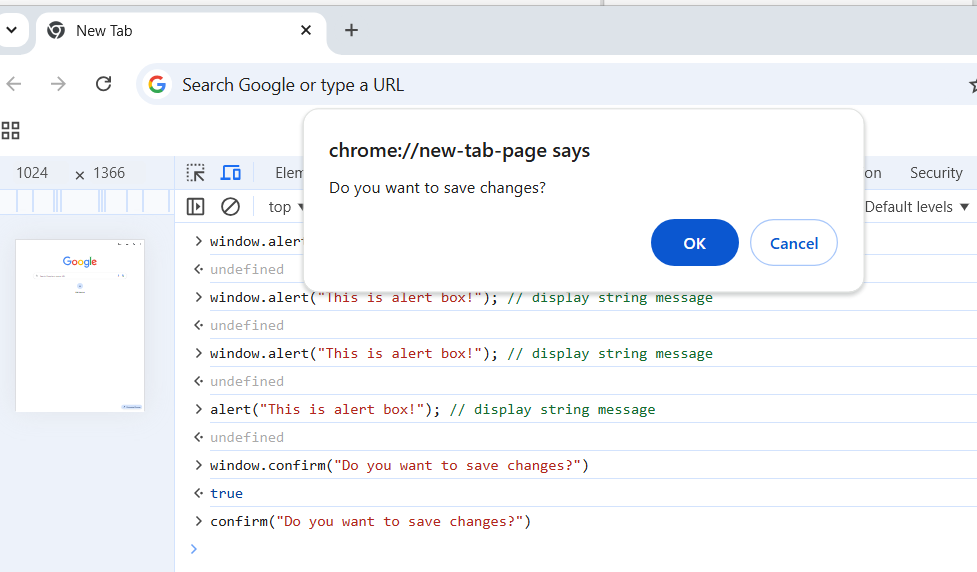 New Tab
Search Google or type a URL
chrome://new-tab-page says
Do you want to save changes?
OK
Cancel
1024 × 1366
Elem
on
Security
top
Default levels
Google
window.aler
undefined
window.alert("This is alert box!"); // display string message
undefined
window.alert("This is alert box!"); // display string message
undefined
alert("This is alert box!"); // display string message
undefined
window.confirm("Do you want to save changes?")
true
confirm("Do you want to save changes?")